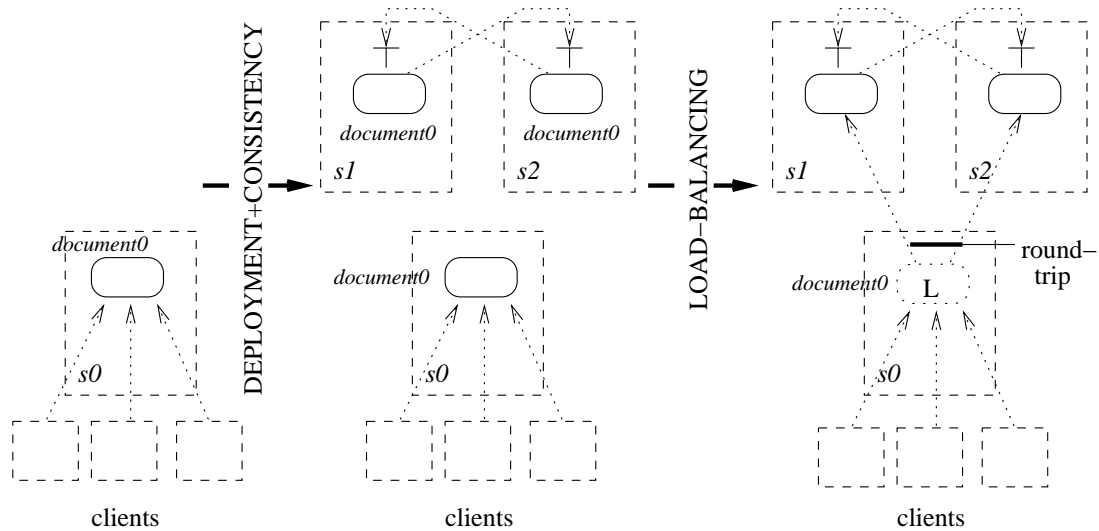 document0
s0
clients
DEPLOYMENT+CONSISTENCY
document0
document0
s1
s2
document0
s0
clients
LOAD−BALANCING
s1
s2
round−
trip
document0
L
s0
clients